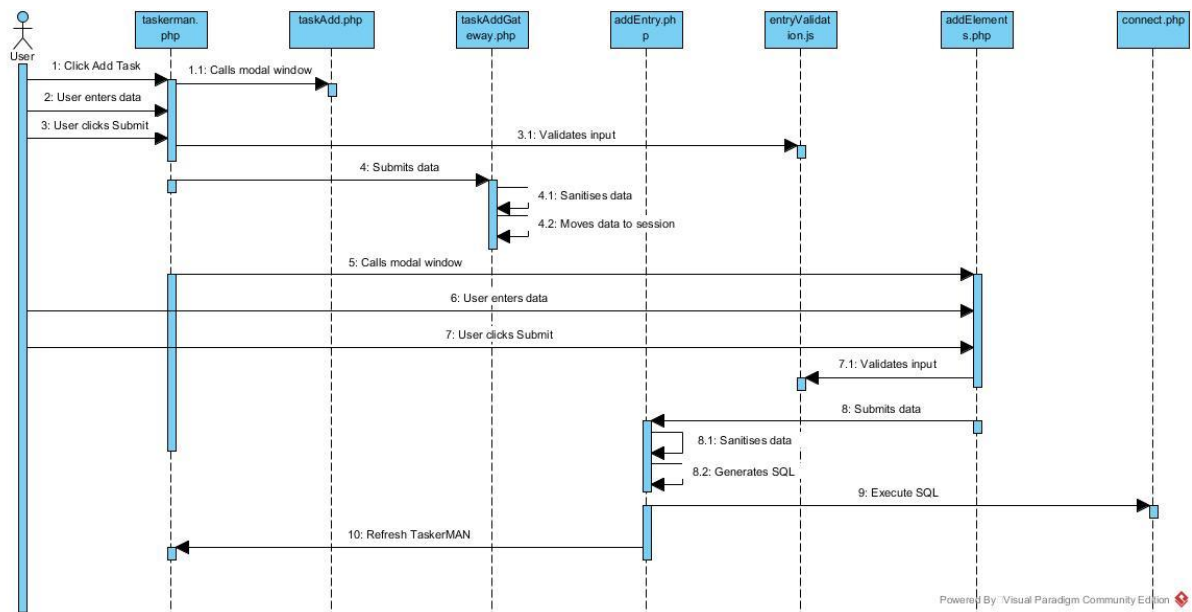 taskerman.
php
taskAdd.php
taskAddGat
eway.php
addEntry.ph
p
entryValidat
ion.js
addElement
s.php
connect.php
User
1: Click Add Task
1.1: Calls modal window
2: User enters data
3: User clicks Submit
3.1: Validates input
4: Submits data
4.1: Sanitises data
4.2: Moves data to session
5: Calls modal window
6: User enters data
7: User clicks Submit
7.1: Validates input
8: Submits data
8.1: Sanitises data
8.2: Generates SQL
9: Execute SQL
10: Refresh TaskerMAN
Powered By Visual Paradigm Community Edition